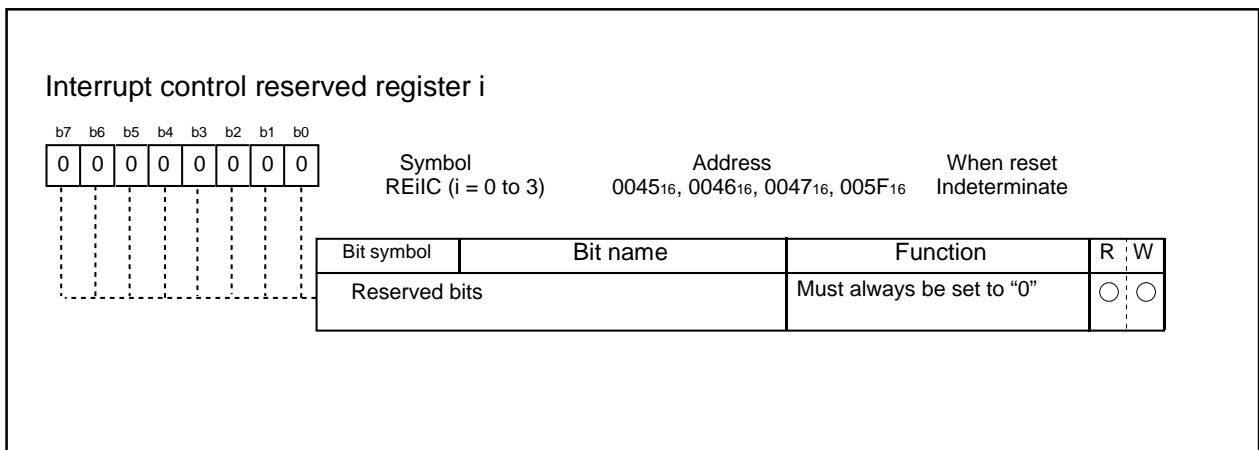 Interrupt control reserved register i
b7 b6 b5 b4 b3 b2 b1 b0
0 0 0 0 0 0 0 0
Symbol Address When reset
REiIC (i = 0 to 3) 004516, 004616, 004716, 005F16 Indeterminate
Bit symbol Bit name Function R W
Reserved bits Must always be set to “0” ○ ○